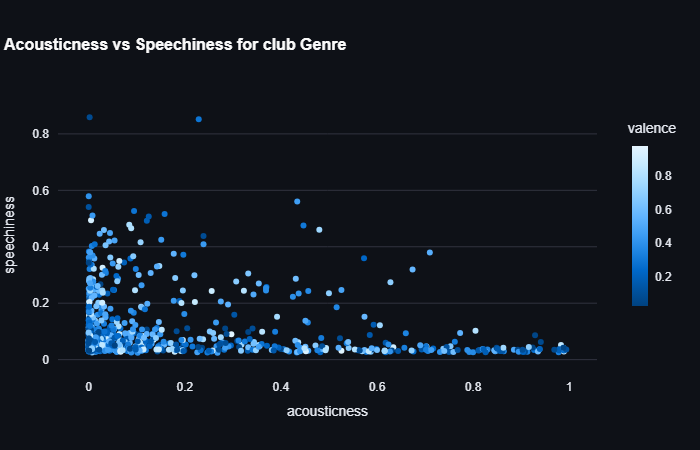 Acousticness vs Speechiness for club Genre
valence
0.8
0.6
0.4
0.2
speechiness
0.8
0.6
0.4
0.2
0
0 0.2 0.4 0.6 0.8 1
acousticness